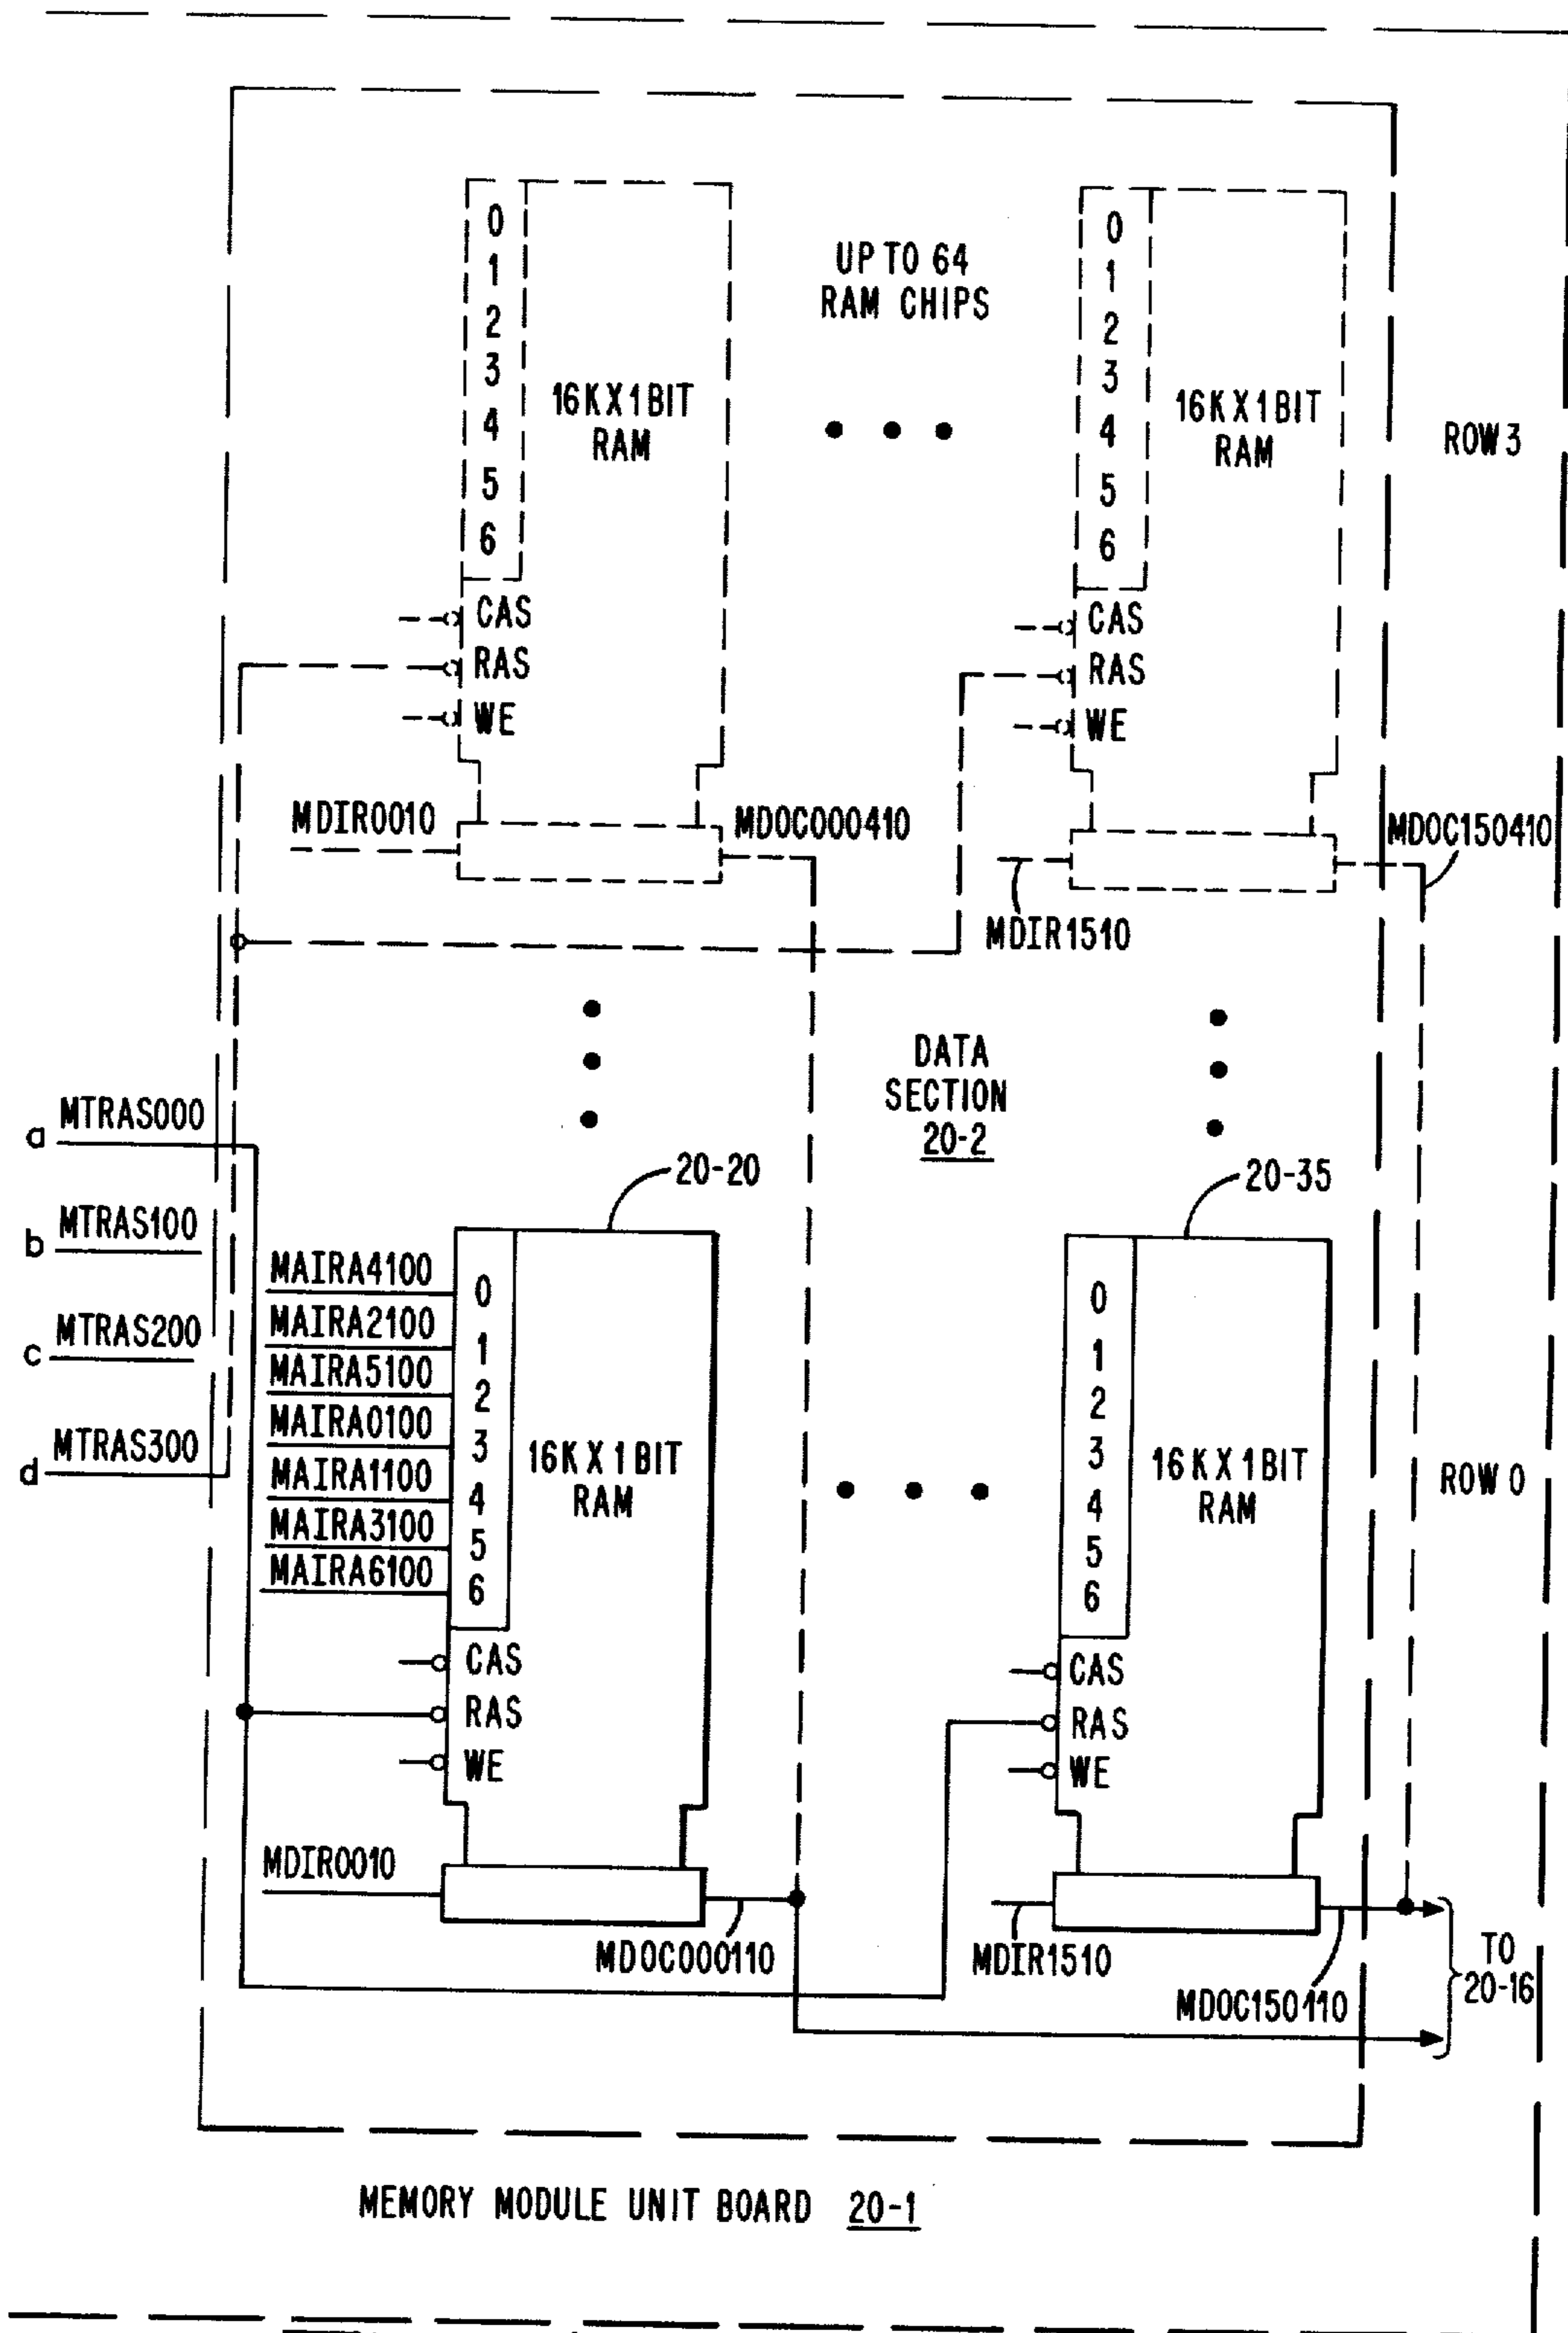 0
1
2
3
4
5
6
16K X 1 BIT
RAM
CAS
RAS
WE
MDIR0010
MDOC000410
UP TO 64
RAM CHIPS
0
1
2
3
4
5
6
16K X 1 BIT
RAM
CAS
RAS
WE
MDIR1510
MDOC150410
ROW 3
DATA
SECTION
20-2
a MTRAS000
b MTRAS100
c MTRAS200
d MTRAS300
20-20
MAIRA4100
MAIRA2100
MAIRA5100
MAIRA0100
MAIRA1100
MAIRA3100
MAIRA6100
0
1
2
3
4
5
6
16K X 1 BIT
RAM
CAS
RAS
WE
MDIR0010
MDOC000110
20-35
0
1
2
3
4
5
6
16K X 1 BIT
RAM
CAS
RAS
WE
MDIR1510
MDOC150110
ROW 0
TO
20-16
MEMORY MODULE UNIT BOARD 20-1